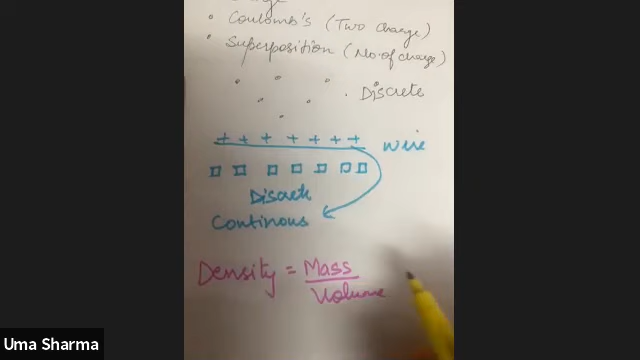 • Coulomb's (Two charge)
• Superposition (No. of charge)
Discrete
+ + + + + + +
wire
Discrete
Continous
Density = Mass
Volume
Uma Sharma